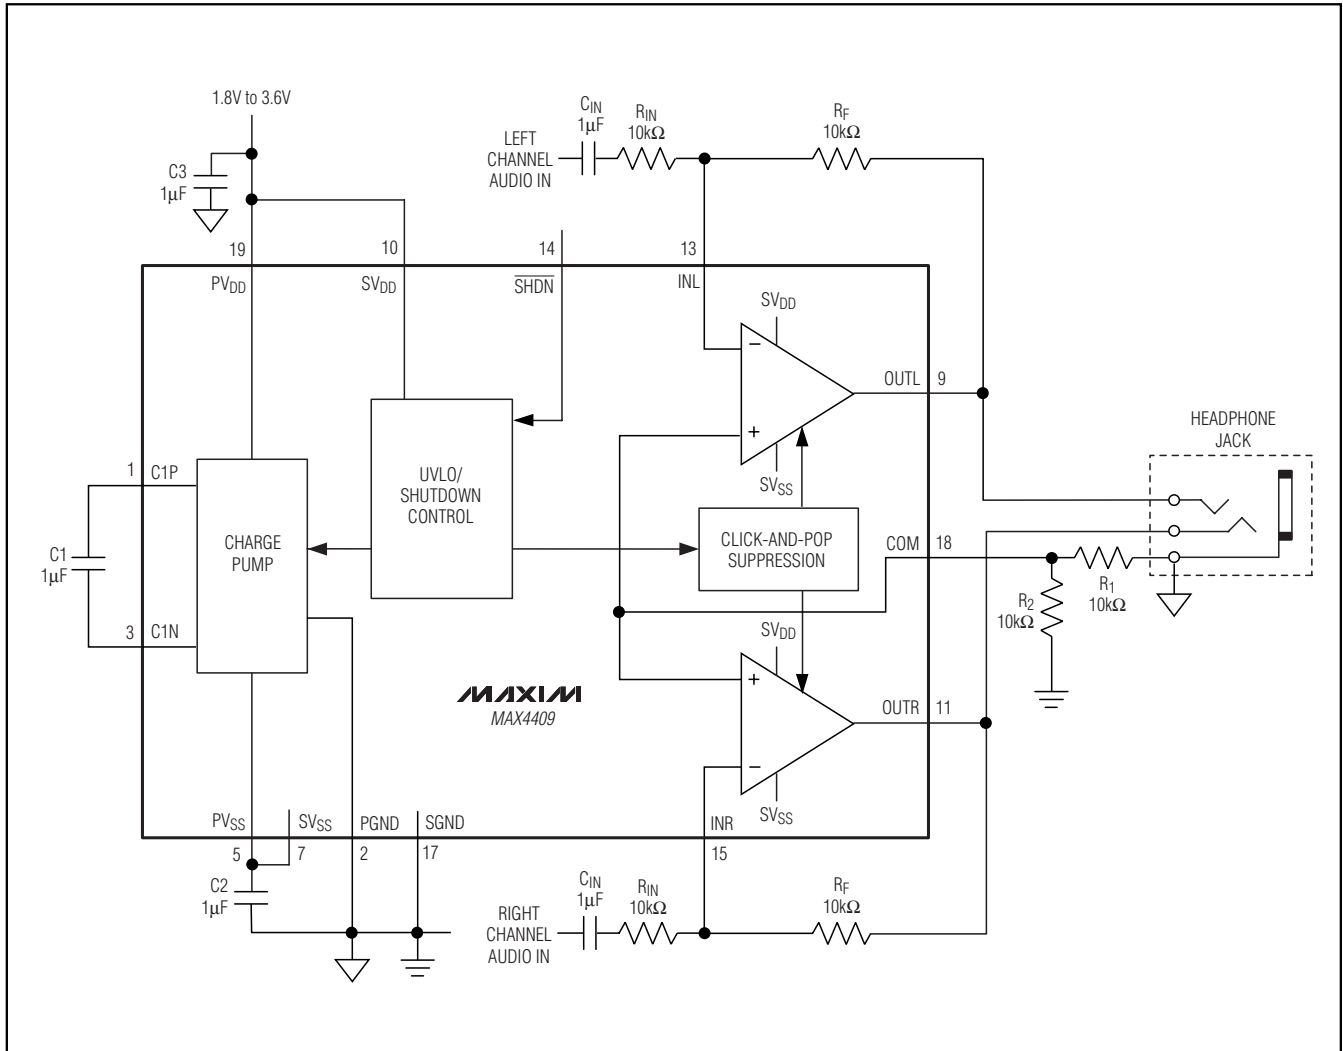 1.8V to 3.6V
C3
1µF
LEFT
CHANNEL
AUDIO IN
CIN
1µF
RIN
10kΩ
RF
10kΩ
19
10
14
13
PVDD
SVDD
SHDN
INL
SVDD
−
+
SVSS
OUTL
9
HEADPHONE
JACK
UVLO/
SHUTDOWN
CONTROL
1
C1P
C1
1µF
CHARGE
PUMP
3
C1N
CLICK-AND-POP
SUPPRESSION
COM
18
R1
10kΩ
R2
10kΩ
SVDD
+
−
SVSS
OUTR
11
MAXIM
MAX4409
PVSS
SVSS
PGND
SGND
INR
5
7
2
17
15
C2
1µF
RIGHT
CHANNEL
AUDIO IN
CIN
1µF
RIN
10kΩ
RF
10kΩ